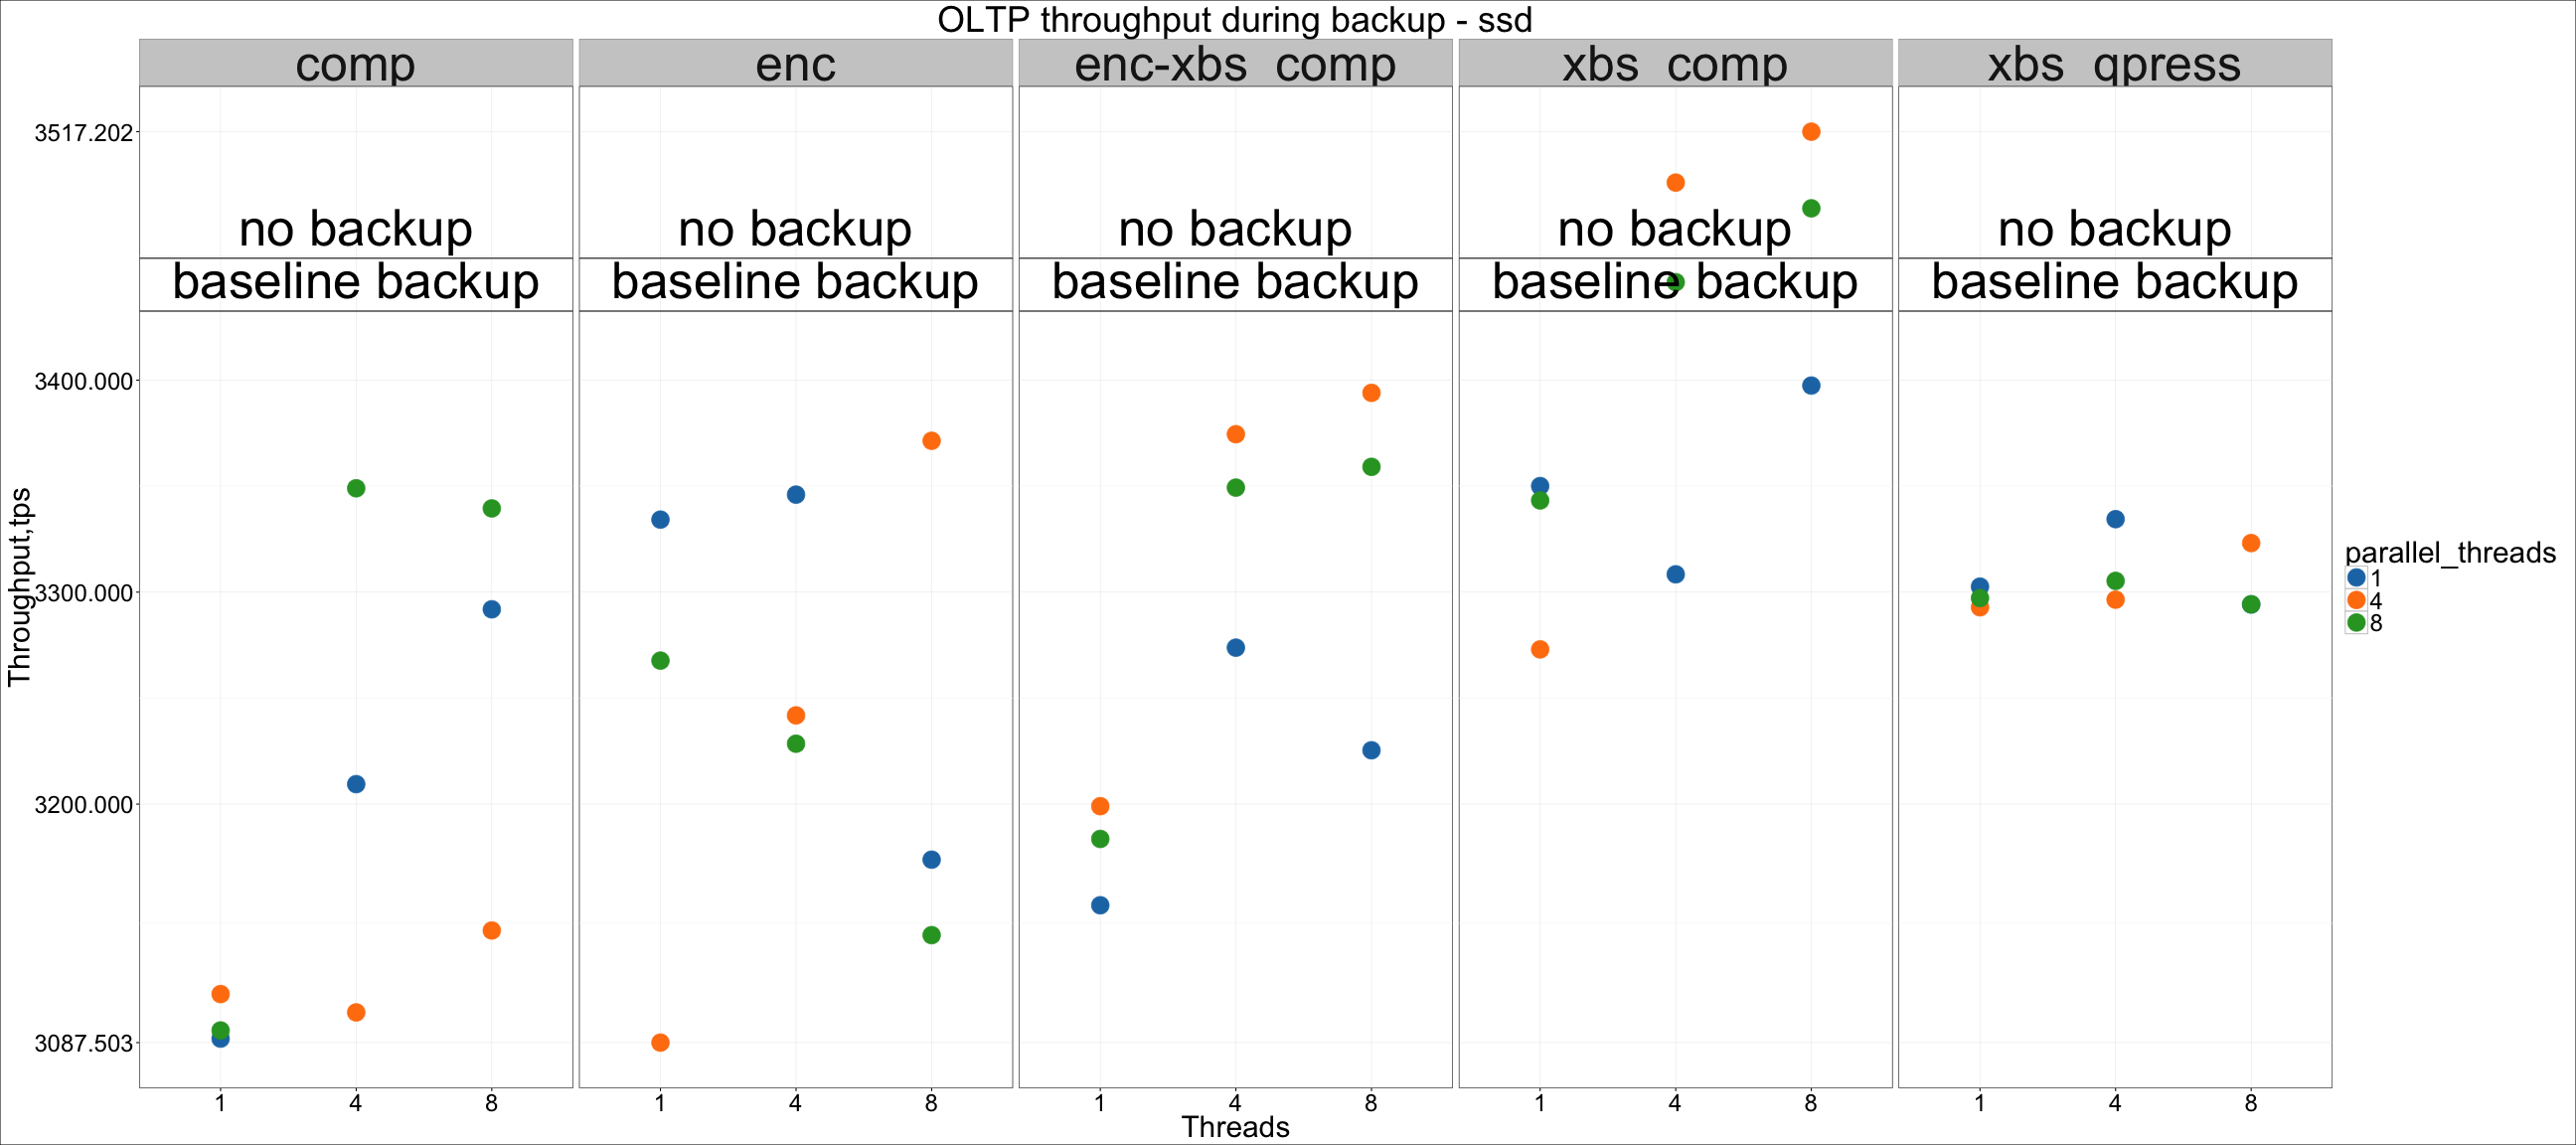 OLTP throughput during backup - ssd
comp enc enc-xbs comp xbs comp xbs qpress
3517.202
no backup no backup no backup no backup no backup
baseline backup baseline backup baseline backup baseline backup baseline backup
3400.000
3300.000
3200.000
3087.503
Throughput,tps
1 4 8 1 4 8 1 4 8 1 4 8 1 4 8
Threads
parallel_threads
1
4
8